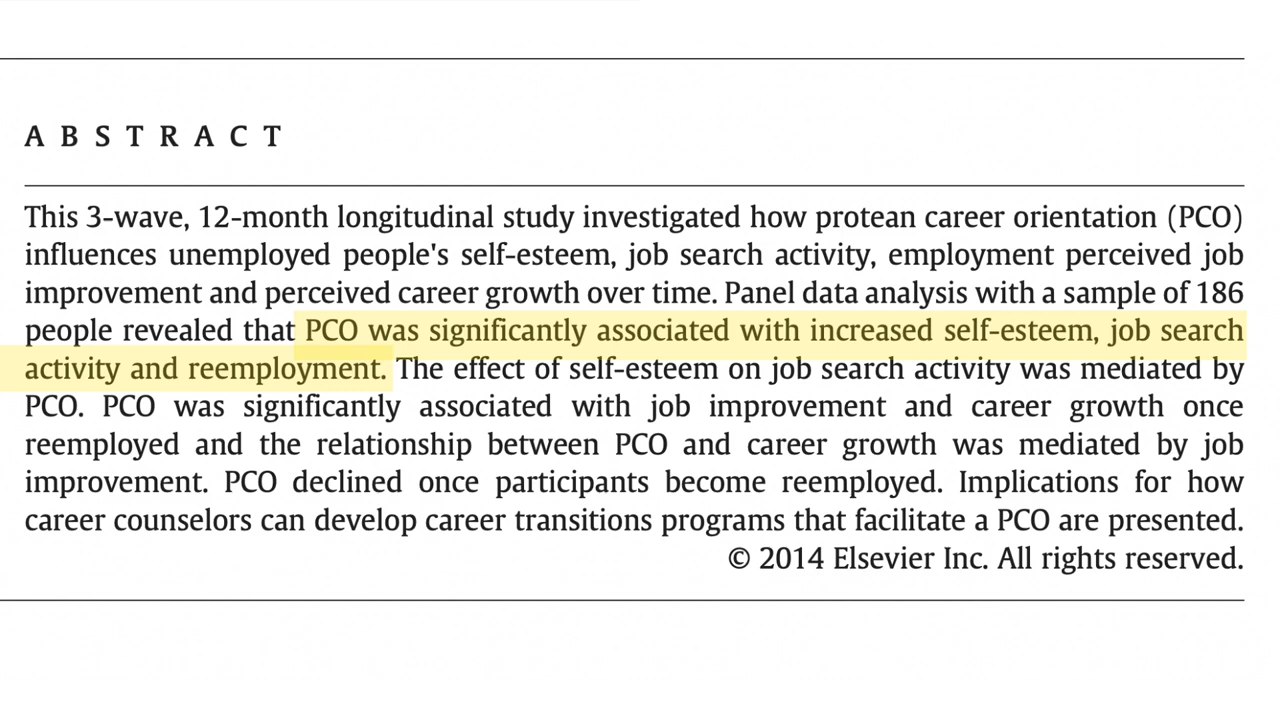 ABSTRACT
This 3-wave, 12-month longitudinal study investigated how protean career orientation (PCO)
influences unemployed people's self-esteem, job search activity, employment perceived job
improvement and perceived career growth over time. Panel data analysis with a sample of 186
people revealed that PCO was significantly associated with increased self-esteem, job search
activity and reemployment. The effect of self-esteem on job search activity was mediated by
PCO. PCO was significantly associated with job improvement and career growth once
reemployed and the relationship between PCO and career growth was mediated by job
improvement. PCO declined once participants become reemployed. Implications for how
career counselors can develop career transitions programs that facilitate a PCO are presented.
© 2014 Elsevier Inc. All rights reserved.